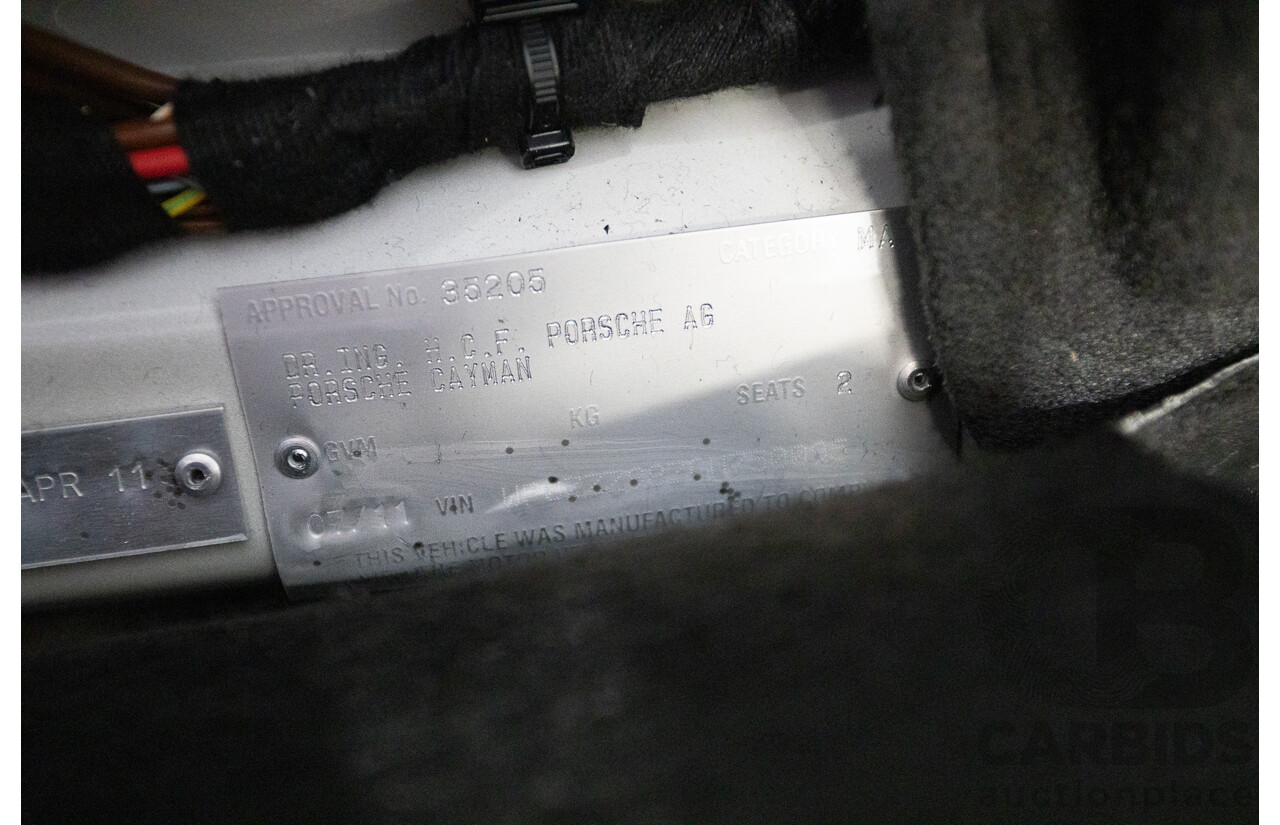 APPROVAL No. 35205
CATEGORY MA
DR.ING. H.C.F. PORSCHE AG
PORSCHE CAYMAN
KG
SEATS 2
GVM
APR 11
VIN
THIS VEHICLE WAS MANUFACTURED TO
CARBIDS
auctionplace